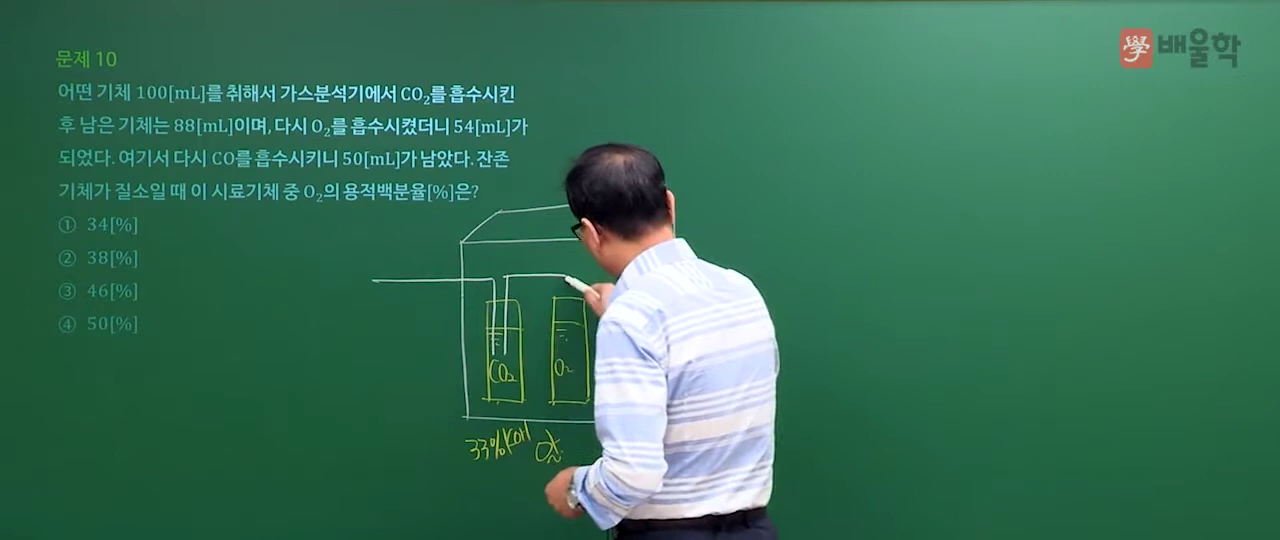 學 배울학
문제 10
어떤 기체 100[mL]를 취해서 가스분석기에서 CO₂를 흡수시킨
후 남은 기체는 88[mL]이며, 다시 O₂를 흡수시켰더니 54[mL]가
되었다. 여기서 다시 CO를 흡수시키니 50[mL]가 남았다. 잔존
기체가 질소일 때 이 시료기체 중 O₂의 용적백분율[%]은?
① 34[%]
② 38[%]
③ 46[%]
④ 50[%]
CO₂ O₂
33% KOH